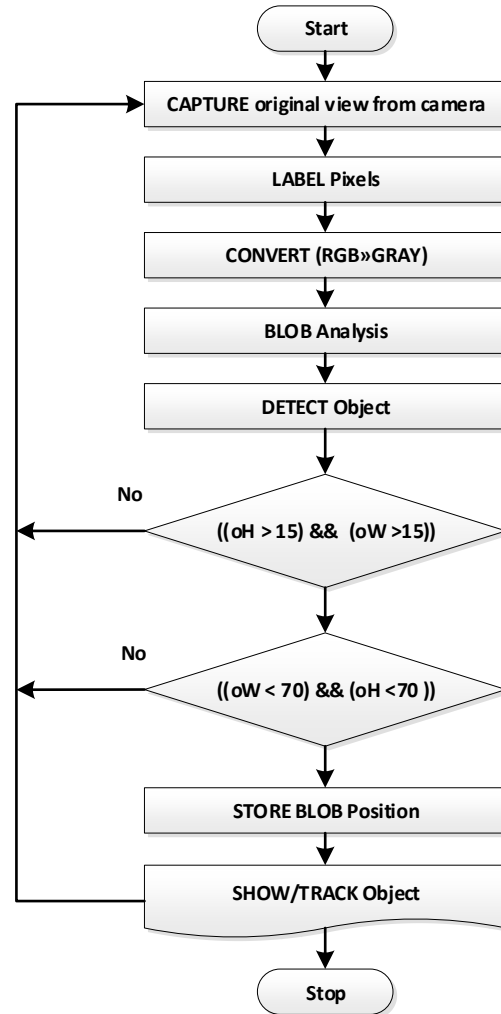 Start
CAPTURE original view from camera
LABEL Pixels
CONVERT (RGB»GRAY)
BLOB Analysis
DETECT Object
No
((oH > 15) && (oW >15))
No
((oW < 70) && (oH <70 ))
STORE BLOB Position
SHOW/TRACK Object
Stop